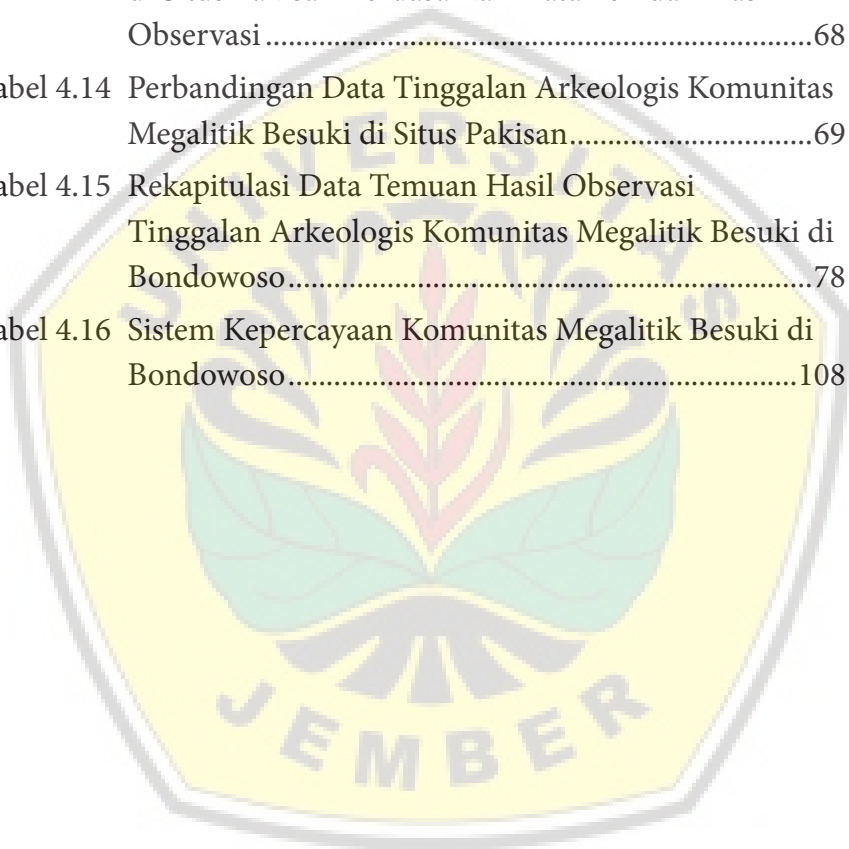 Observasi................................................................68
abel 4.14 Perbandingan Data Tinggalan Arkeologis Komunitas
Megalitik Besuki di Situs Pakisan............................69
abel 4.15 Rekapitulasi Data Temuan Hasil Observasi
Tinggalan Arkeologis Komunitas Megalitik Besuki di
Bondowoso.............................................................78
abel 4.16 Sistem Kepercayaan Komunitas Megalitik Besuki di
Bondowoso...........................................................108
UNIVERSITAS
JEMBER